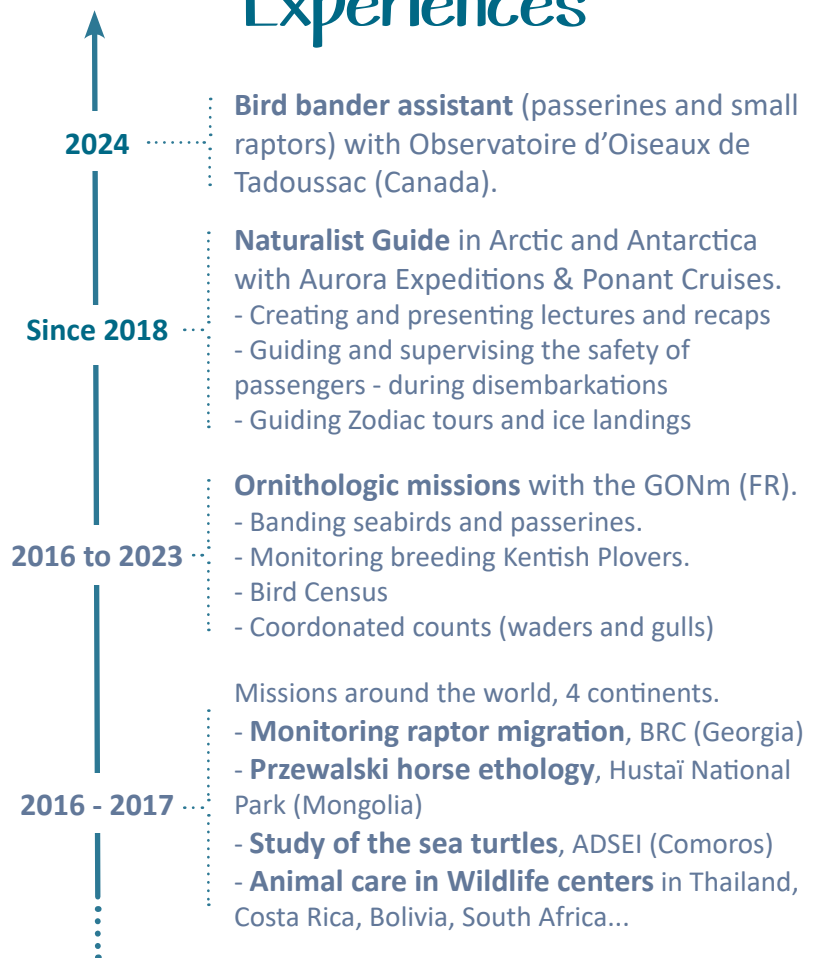 Experiences
2024
Bird bander assistant (passerines and small
raptors) with Observatoire d'Oiseaux de
Tadoussac (Canada).
Since 2018
Naturalist Guide in Arctic and Antarctica
with Aurora Expeditions & Ponant Cruises.
- Creating and presenting lectures and recaps
- Guiding and supervising the safety of
passengers - during disembarkations
- Guiding Zodiac tours and ice landings
2016 to 2023
Ornithologic missions with the GONm (FR).
- Banding seabirds and passerines.
- Monitoring breeding Kentish Plovers.
- Bird Census
- Coordonated counts (waders and gulls)
2016 - 2017
Missions around the world, 4 continents.
- Monitoring raptor migration, BRC (Georgia)
- Przewalski horse ethology, Hustaï National
Park (Mongolia)
- Study of the sea turtles, ADSEI (Comoros)
- Animal care in Wildlife centers in Thailand,
Costa Rica, Bolivia, South Africa...